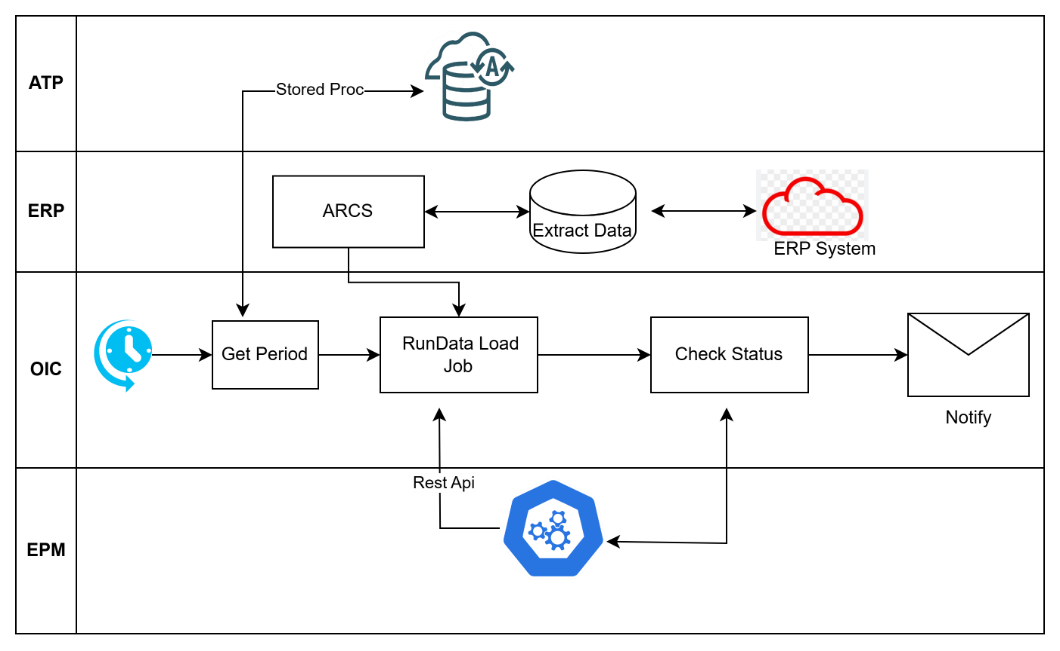 ATP
A
Stored Proc
ERP
ARCS
Extract Data
ERP System
OIC
Get Period
RunData Load
Job
Check Status
Notify
EPM
Rest Api